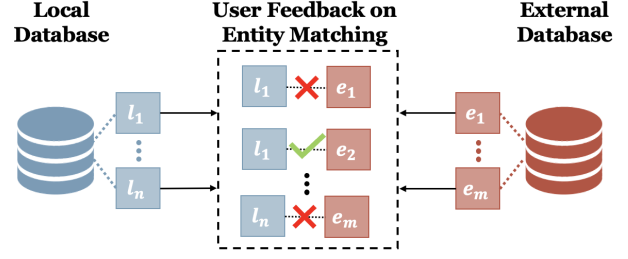 Local
Database
User Feedback on
Entity Matching
External
Database
l₁ e₁
l₁ l₁ e₂ e₁
lₙ lₙ eₘ eₘ